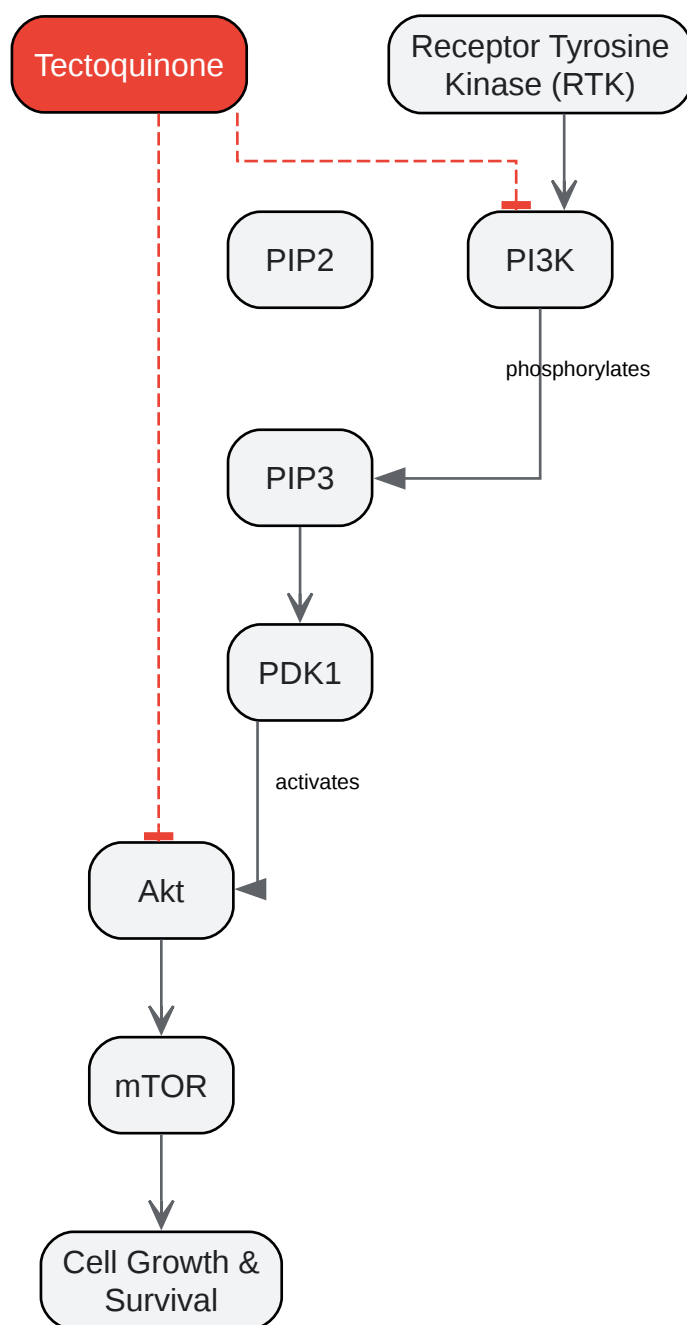 Tectoquinone
Receptor Tyrosine
Kinase (RTK)
PIP2
PI3K
phosphorylates
PIP3
PDK1
activates
Akt
mTOR
Cell Growth &
Survival